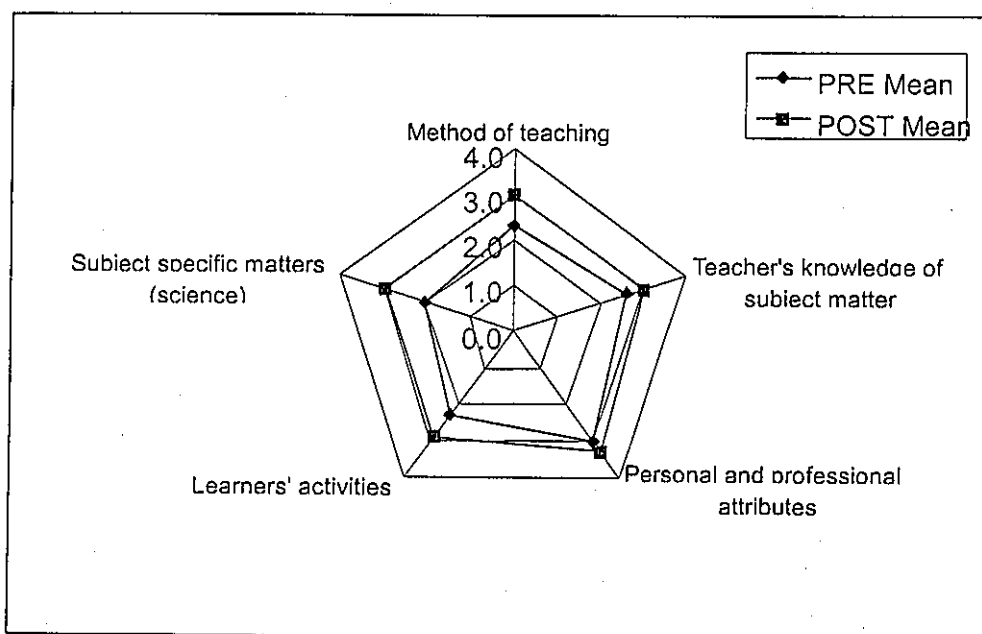 PRE Mean
POST Mean
Method of teaching
4.0
3.0
2.0
1.0
0.0
Subject specific matters
(science)
Teacher's knowledge of
subject matter
Learners' activities
Personal and professional
attributes